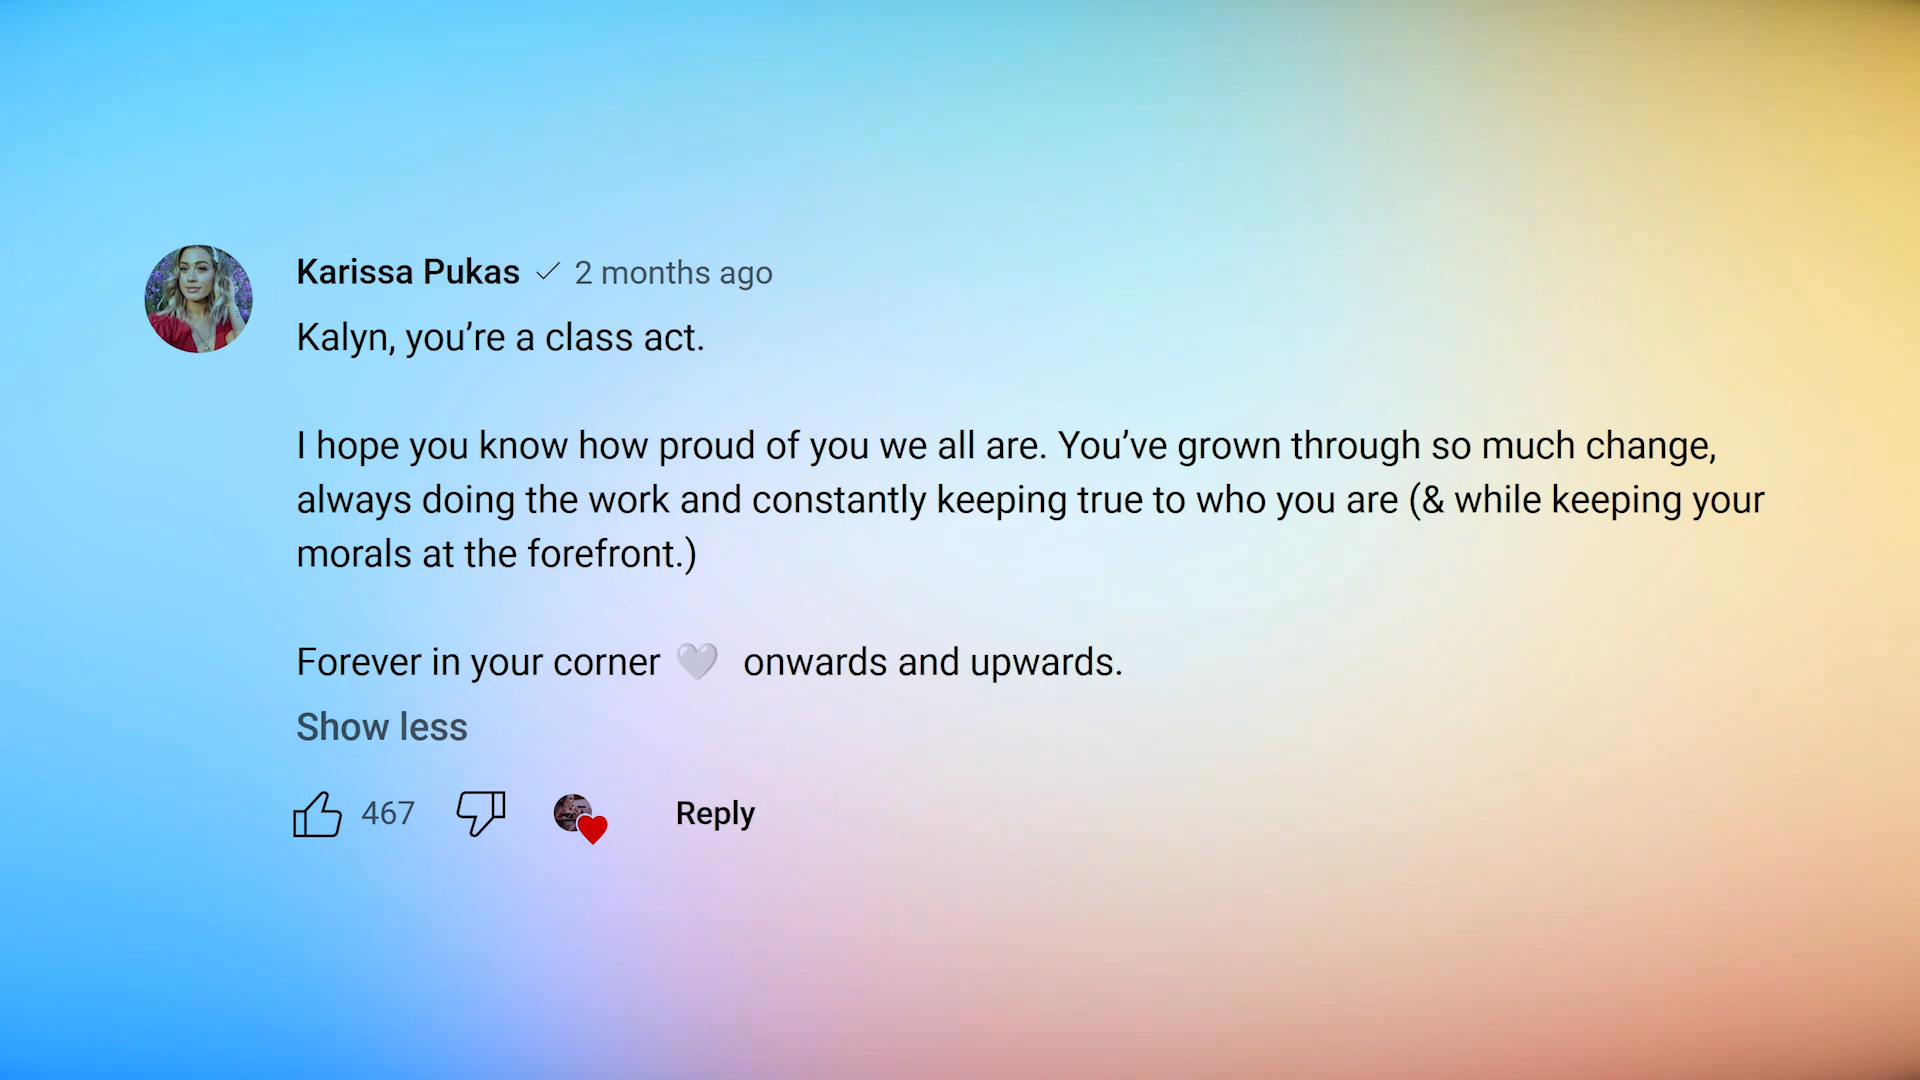 Karissa Pukas ✓ 2 months ago
Kalyn, you’re a class act.
I hope you know how proud of you we all are. You’ve grown through so much change,
always doing the work and constantly keeping true to who you are (& while keeping your
morals at the forefront.)
Forever in your corner 🤍 onwards and upwards.
Show less
467 Reply